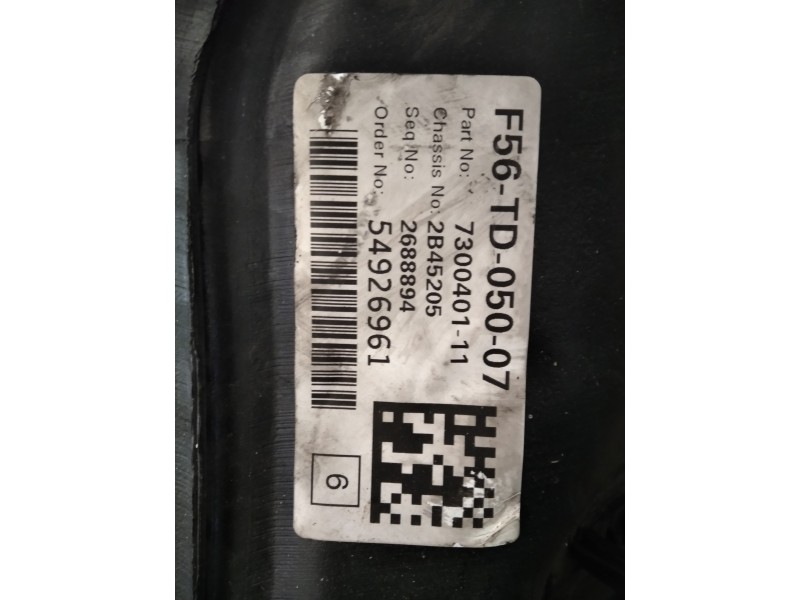 F56-TD-050-07
Part No: 7300401-11
Chassis No: 2B45205
Seq No: 2688894
Order No: 54926961
6